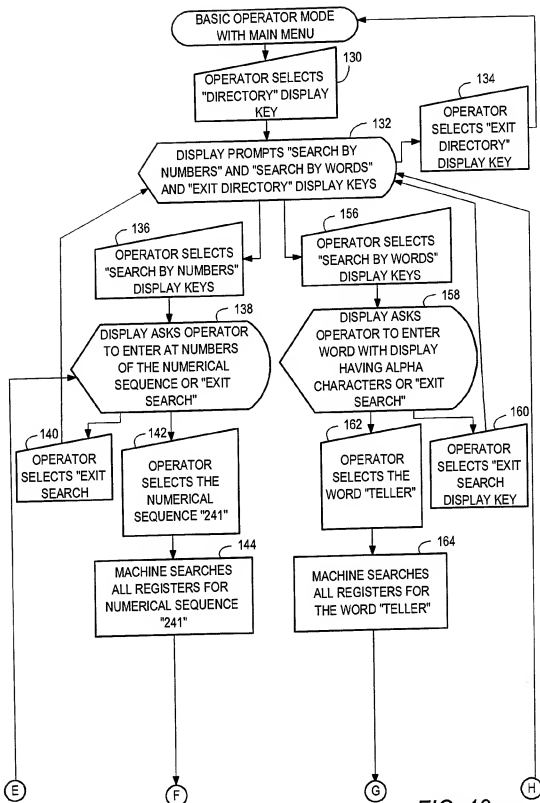 BASIC OPERATOR MODE
WITH MAIN MENU
130
OPERATOR SELECTS
"DIRECTORY" DISPLAY
KEY
134
OPERATOR
SELECTS "EXIT
DIRECTORY"
DISPLAY KEY
132
DISPLAY PROMPTS "SEARCH BY
NUMBERS" AND "SEARCH BY WORDS"
AND "EXIT DIRECTORY" DISPLAY KEYS
136
OPERATOR SELECTS
"SEARCH BY NUMBERS"
DISPLAY KEYS
156
OPERATOR SELECTS
"SEARCH BY WORDS"
DISPLAY KEYS
138
DISPLAY ASKS OPERATOR
TO ENTER AT NUMBERS
OF THE NUMERICAL
SEQUENCE OR "EXIT
SEARCH"
158
DISPLAY ASKS
OPERATOR TO ENTER
WORD WITH DISPLAY
HAVING ALPHA
CHARACTERS OR "EXIT
SEARCH"
140
OPERATOR
SELECTS "EXIT
SEARCH
142
OPERATOR
SELECTS THE
NUMERICAL
SEQUENCE "241"
162
OPERATOR
SELECTS THE
WORD "TELLER"
160
OPERATOR
SELECTS "EXIT
SEARCH
DISPLAY KEY
144
MACHINE SEARCHES
ALL REGISTERS FOR
NUMERICAL SEQUENCE
"241"
164
MACHINE SEARCHES
ALL REGISTERS FOR
THE WORD "TELLER"
E
F
G
H